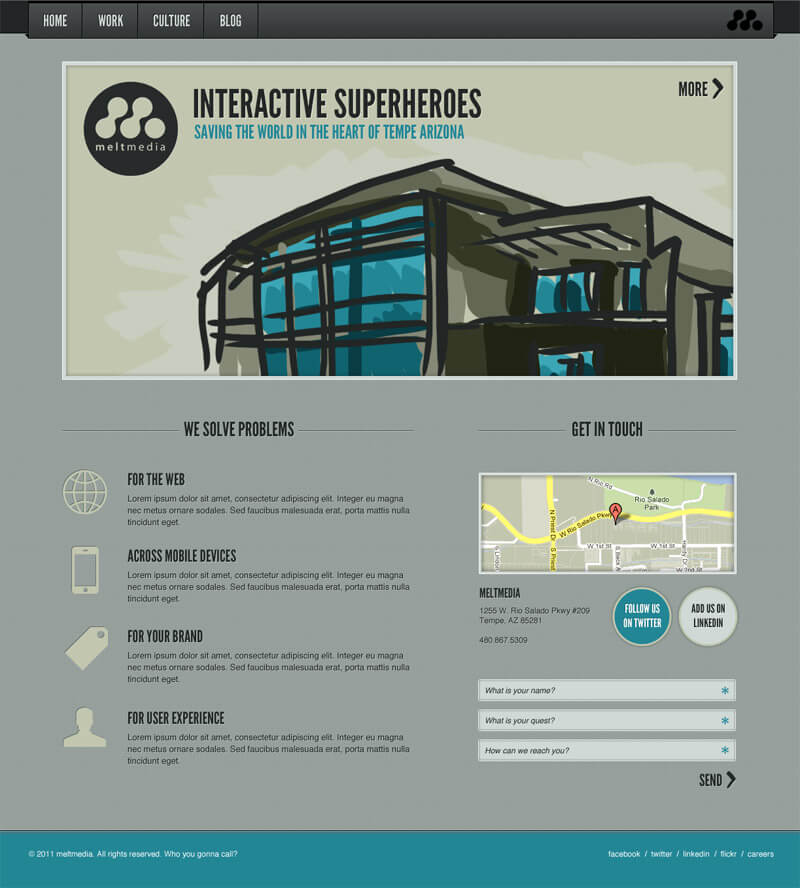 HOME WORK CULTURE BLOG
meltmedia
INTERACTIVE SUPERHEROES
SAVING THE WORLD IN THE HEART OF TEMPE ARIZONA
MORE
WE SOLVE PROBLEMS
FOR THE WEB
Lorem ipsum dolor sit amet, consectetur adipiscing elit. Integer eu magna
nec metus ornare sodales. Sed faucibus malesuada augue, porta mattis nulla
tincidunt eget.
ACROSS MOBILE DEVICES
Lorem ipsum dolor sit amet, consectetur adipiscing elit. Integer eu magna
nec metus ornare sodales. Sed faucibus malesuada augue, porta mattis nulla
tincidunt eget.
FOR YOUR BRAND
Lorem ipsum dolor sit amet, consectetur adipiscing elit. Integer eu magna
nec metus ornare sodales. Sed faucibus malesuada augue, porta mattis nulla
tincidunt eget.
FOR USER EXPERIENCE
Lorem ipsum dolor sit amet, consectetur adipiscing elit. Integer eu magna
nec metus ornare sodales. Sed faucibus malesuada augue, porta mattis nulla
tincidunt eget.
GET IN TOUCH
N Rio Rd
Rio Salado
Park
A
W Rio Salado Pkwy
N Priest Dr
S Priest
W 1st St
W 1st St
W 2nd St
MELTMEDIA
1255 W. Rio Salado Pkwy #209
Tempe, AZ 85281
480.867.5309
FOLLOW US
ON TWITTER
ADD US ON
LINKEDIN
What is your name? *
What is your quest? *
How can we reach you? *
SEND
© 2011 meltmedia. All rights reserved. Who you gonna call?
facebook / twitter / linkedin / flickr / careers